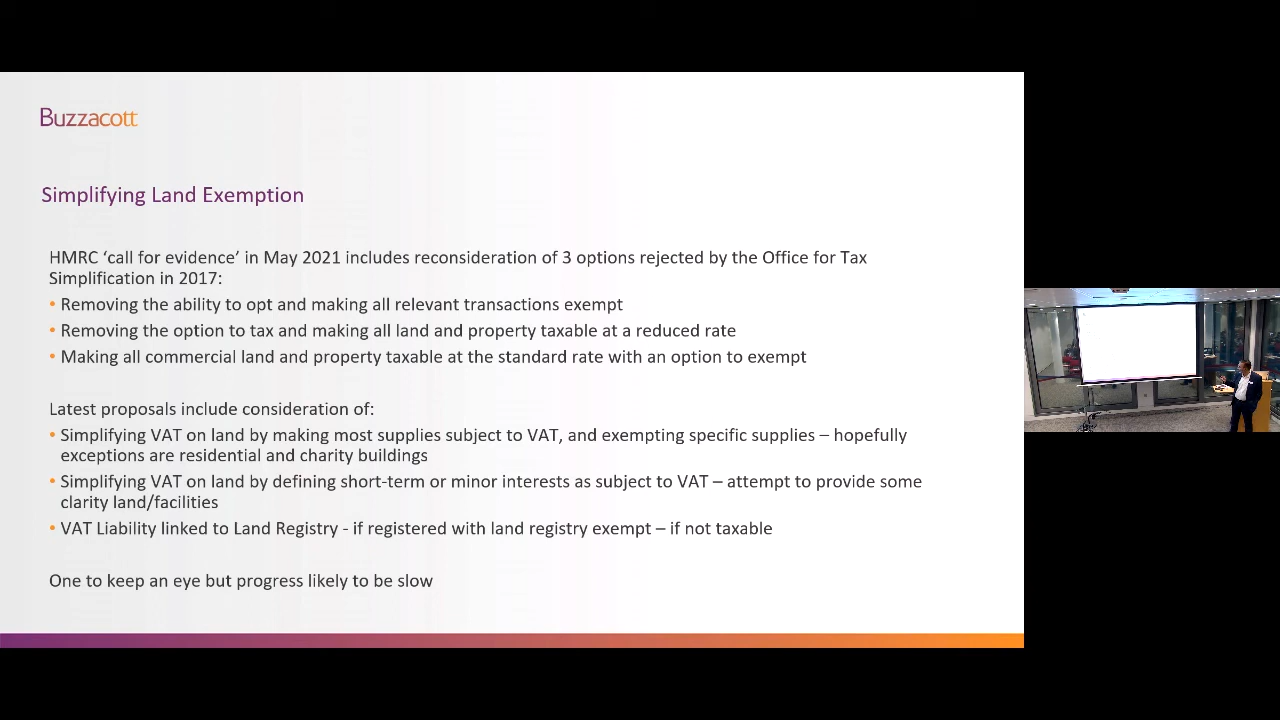 Buzzacott
Simplifying Land Exemption
HMRC ‘call for evidence’ in May 2021 includes reconsideration of 3 options rejected by the Office for Tax
Simplification in 2017:
• Removing the ability to opt and making all relevant transactions exempt
• Removing the option to tax and making all land and property taxable at a reduced rate
• Making all commercial land and property taxable at the standard rate with an option to exempt
Latest proposals include consideration of:
• Simplifying VAT on land by making most supplies subject to VAT, and exempting specific supplies – hopefully
exceptions are residential and charity buildings
• Simplifying VAT on land by defining short-term or minor interests as subject to VAT – attempt to provide some
clarity land/facilities
• VAT Liability linked to Land Registry - if registered with land registry exempt – if not taxable
One to keep an eye but progress likely to be slow